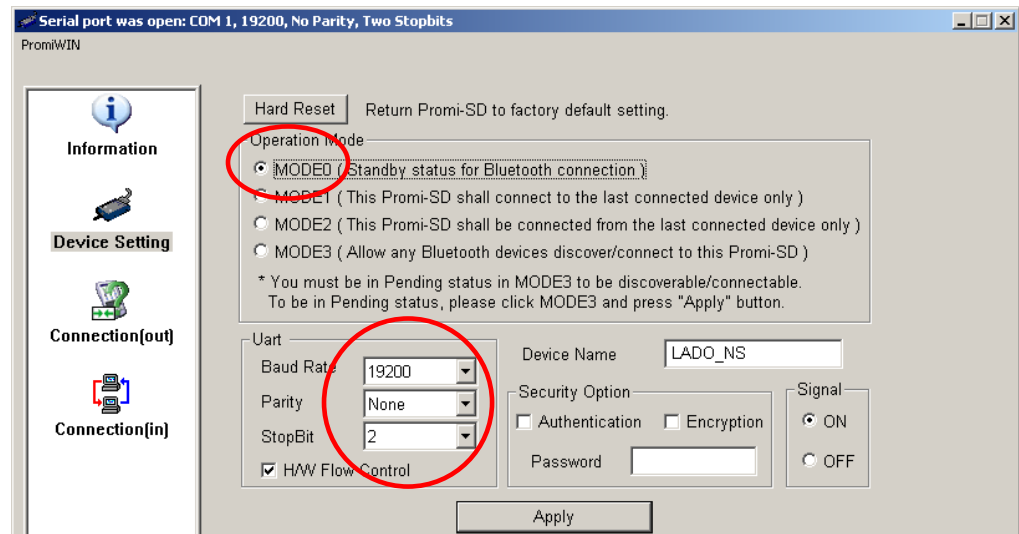 Serial port was open: COM 1, 19200, No Parity, Two Stopbits
PromiWIN
Information
Device Setting
Connection(out)
Connection(in)
Hard Reset Return Promi-SD to factory default setting.
Operation Mode
MODE0 ( Standby status for Bluetooth connection )
MODE1 ( This Promi-SD shall connect to the last connected device only )
MODE2 ( This Promi-SD shall be connected from the last connected device only )
MODE3 ( Allow any Bluetooth devices discover/connect to this Promi-SD )
* You must be in Pending status in MODE3 to be discoverable/connectable.
To be in Pending status, please click MODE3 and press "Apply" button.
Uart
Baud Rate 19200
Parity None
StopBit 2
H/W Flow Control
Device Name LADO_NS
Security Option
Authentication Encryption
Password
Signal
ON
OFF
Apply